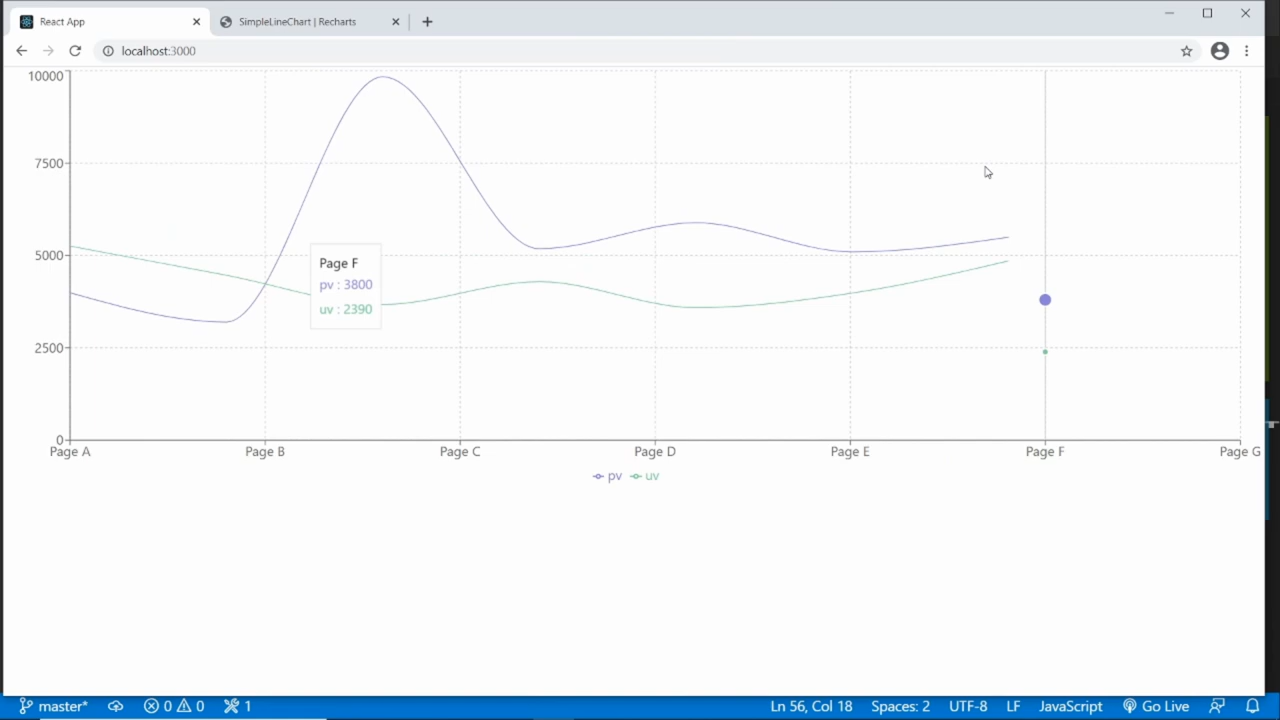 React App
SimpleLineChart | Recharts
localhost:3000
10000
7500
5000
2500
0
Page F
pv : 3800
uv : 2390
Page A Page B Page C Page D Page E Page F Page G
pv uv
master* 0 0 1 Ln 56, Col 18 Spaces: 2 UTF-8 LF JavaScript Go Live